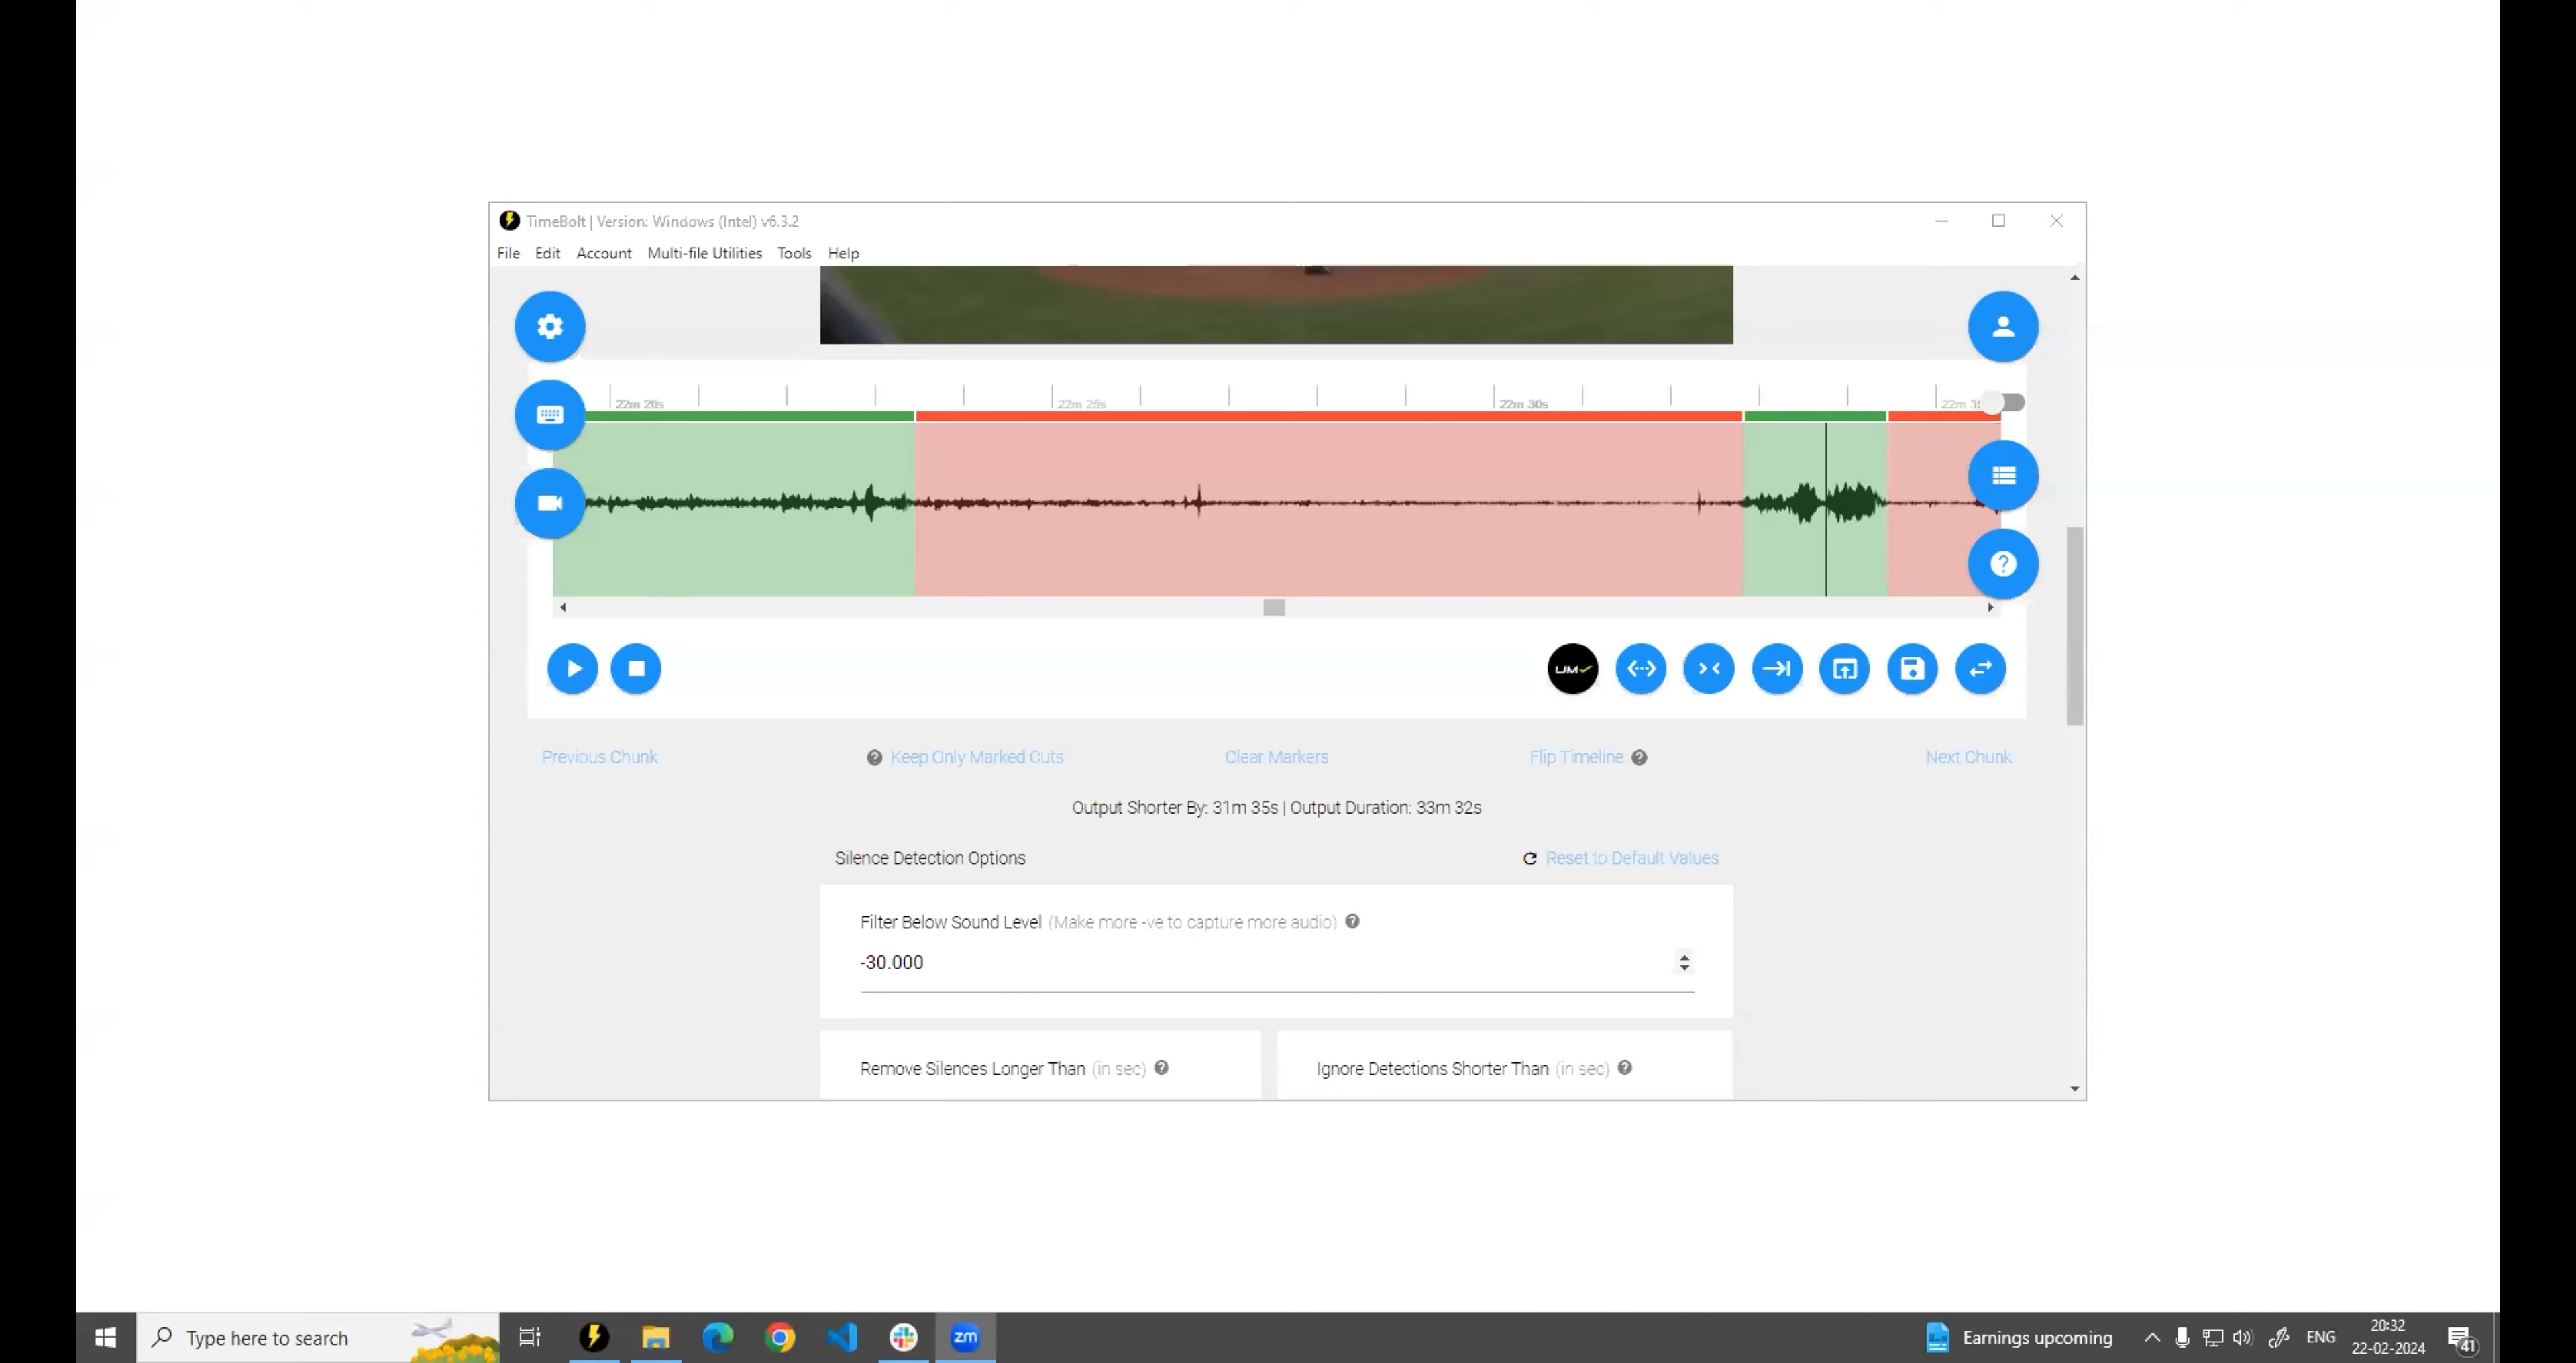 TimeBolt | Version: Windows (Intel) v6.3.2
File Edit Account Multi-file Utilities Tools Help
22m 20s 22m 25s 22m 30s 22m
UM
Previous Chunk Keep Only Marked Cuts Clear Markers Flip Timeline Next Chunk
Output Shorter By: 31m 35s | Output Duration: 33m 32s
Silence Detection Options Reset to Default Values
Filter Below Sound Level (Make more -ve to capture more audio)
-30.000
Remove Silences Longer Than (in sec) Ignore Detections Shorter Than (in sec)
Type here to search zm Earnings upcoming ENG 20:32
22-02-2024 41